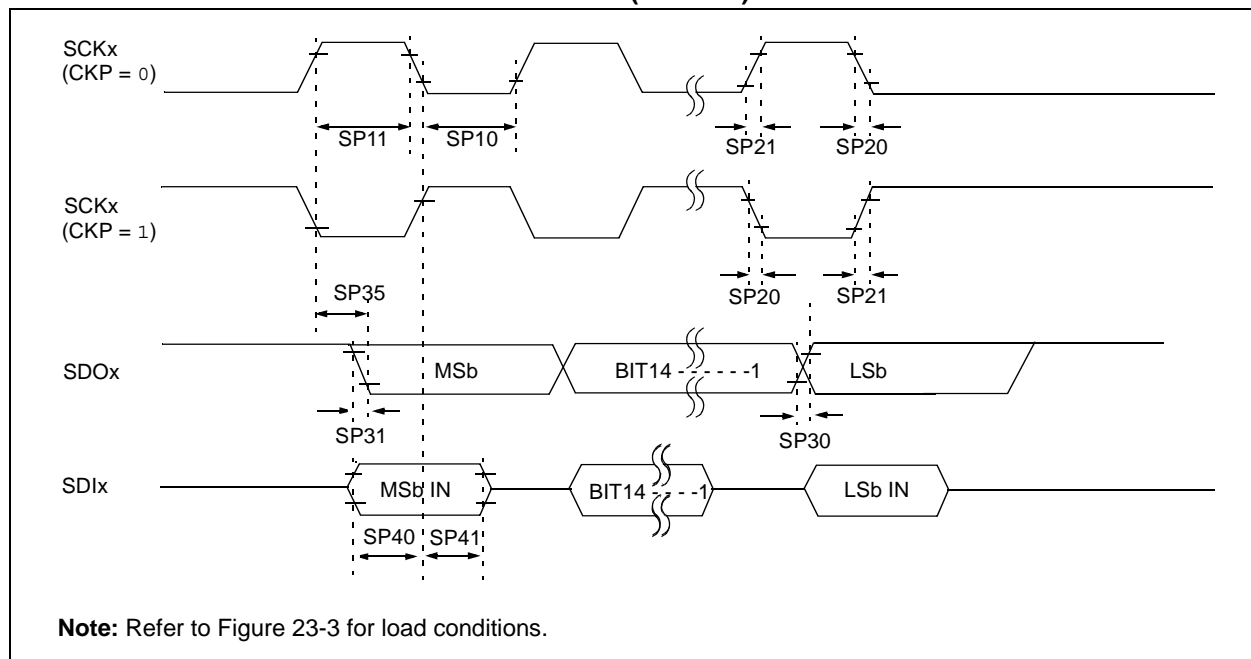 SCKx
(CKP = 0)
SP11
SP10
SP21
SP20
SCKx
(CKP = 1)
SP35
SP20
SP21
SDOx
MSb
BIT14 - - - - - -1
LSb
SP31
SP30
SDIx
MSb IN
BIT14 - - - -1
LSb IN
SP40
SP41
Note: Refer to Figure 23-3 for load conditions.